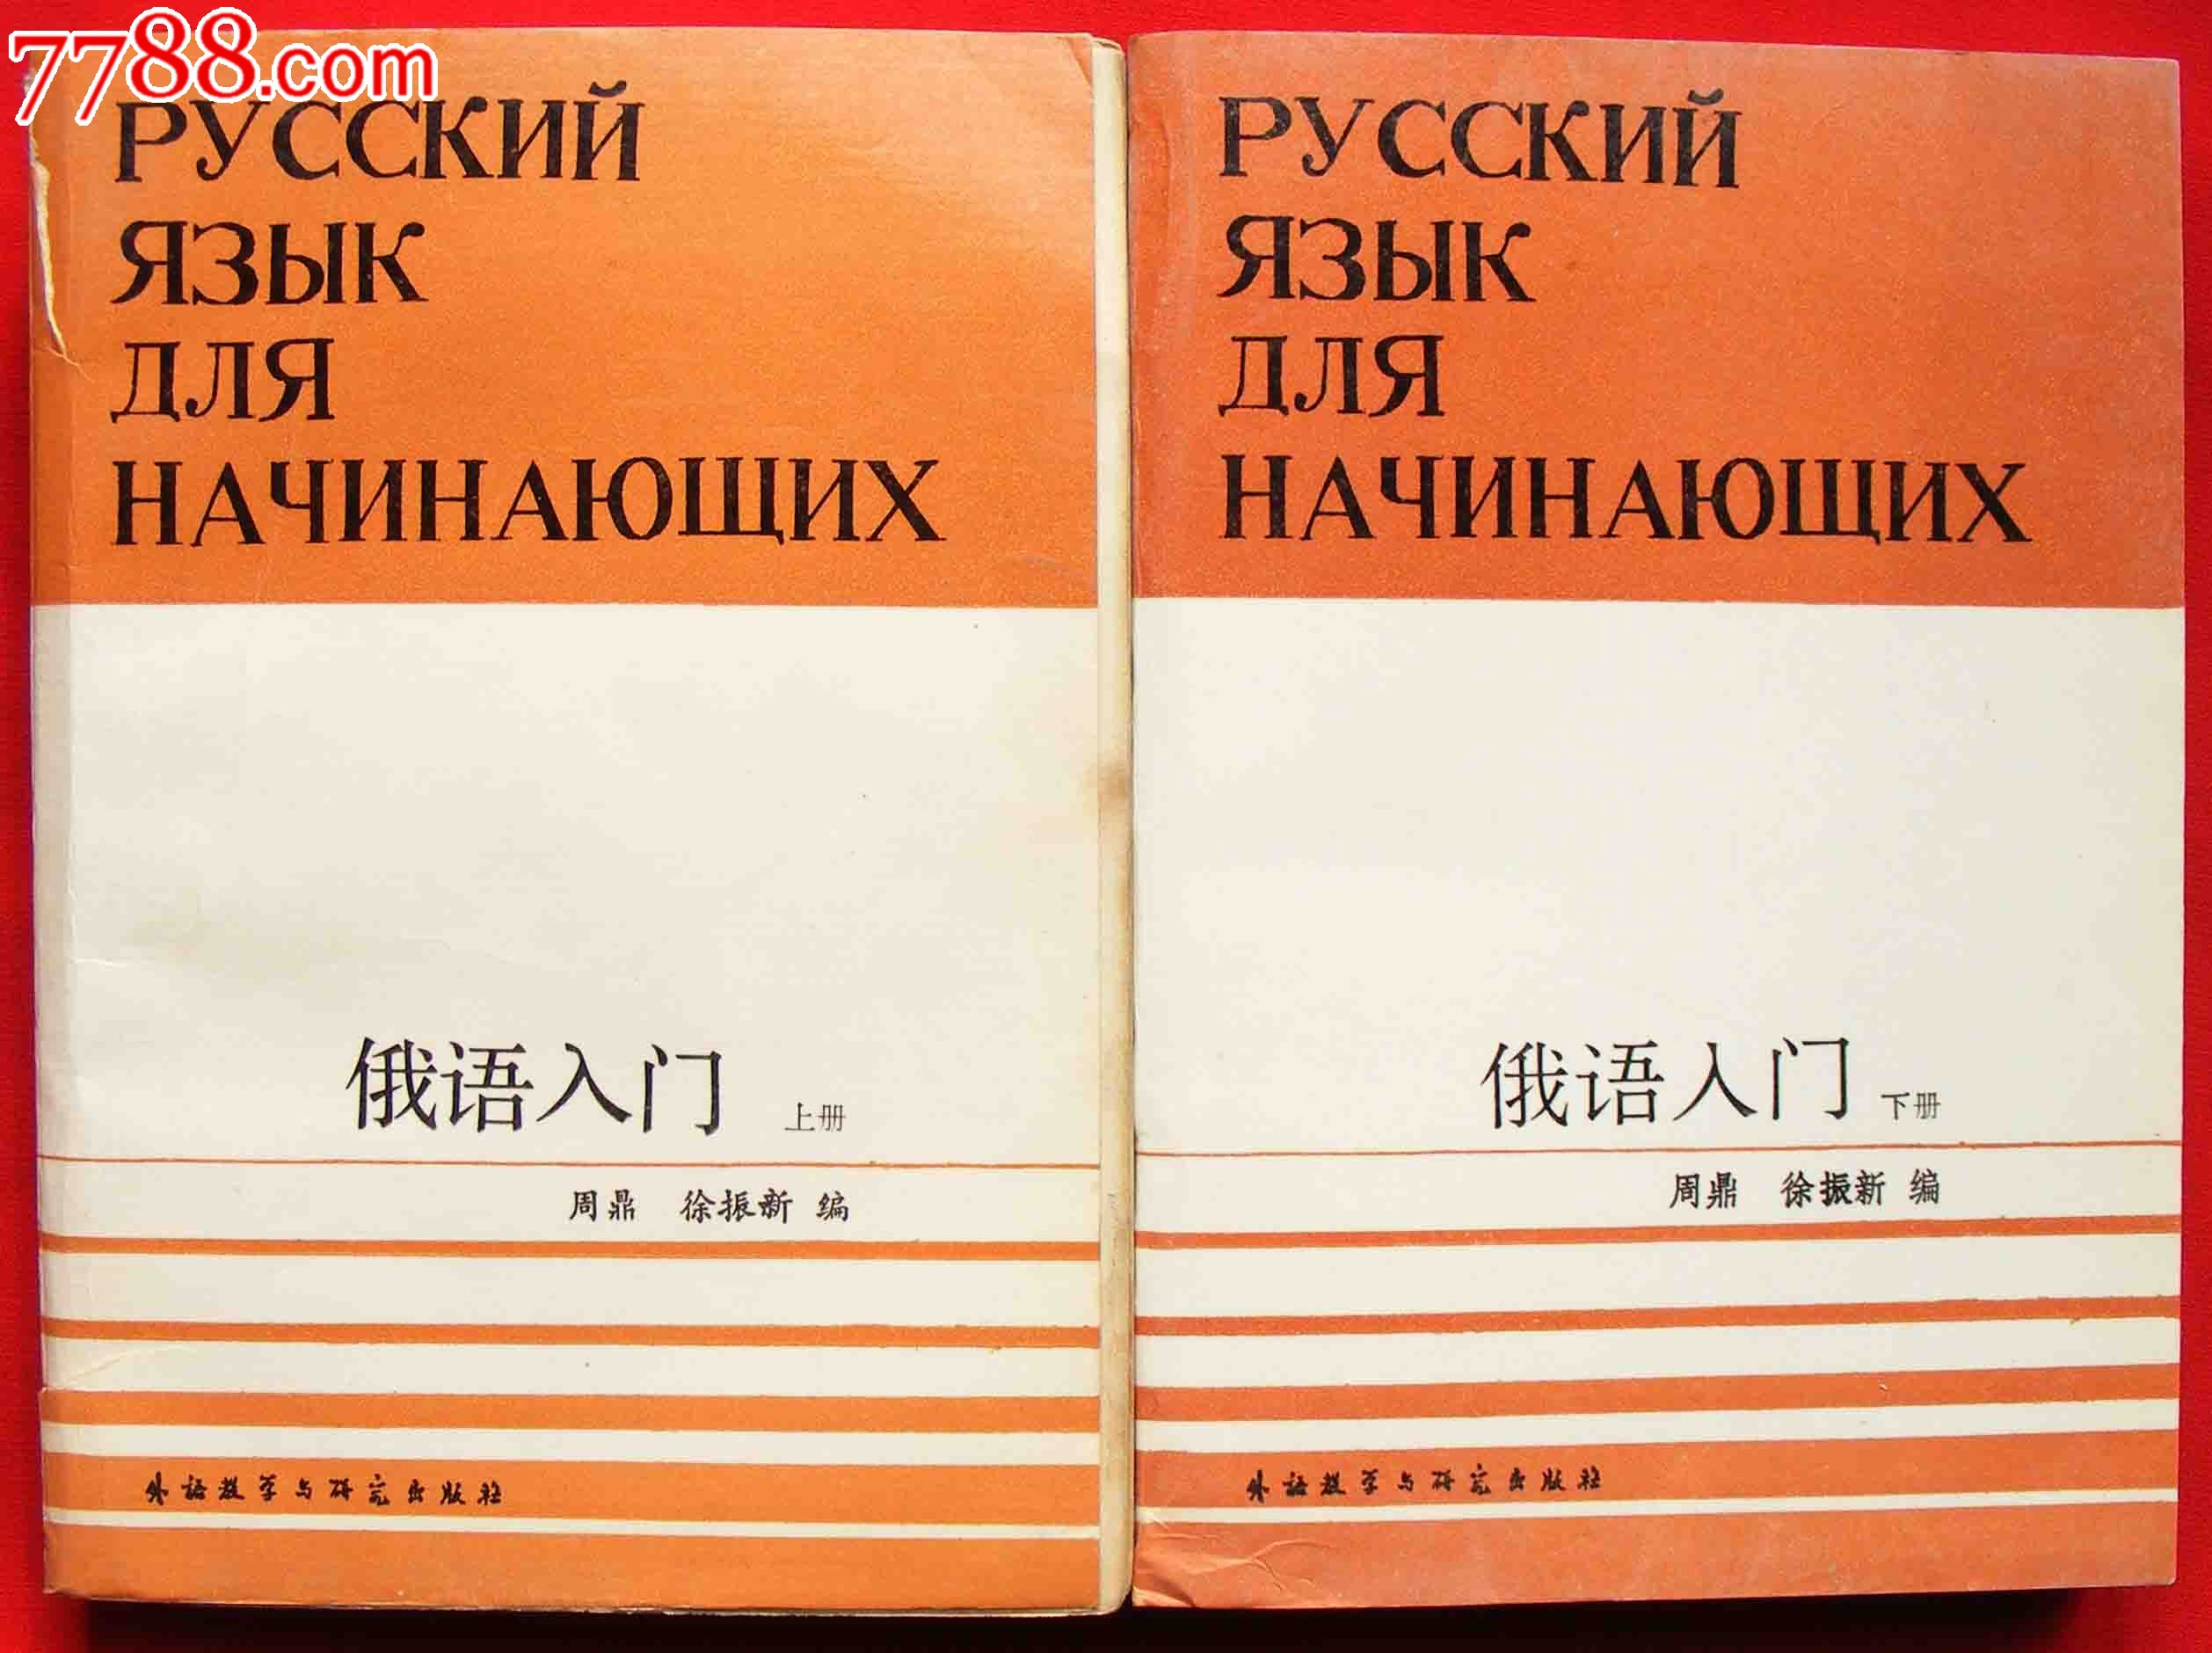 7788.com
РУССКИЙ
ЯЗЫК
ДЛЯ
НАЧИНАЮЩИХ
俄语入门 上册
周鼎 徐振新 编
外语教学与研究出版社
РУССКИЙ
ЯЗЫК
ДЛЯ
НАЧИНАЮЩИХ
俄语入门 下册
周鼎 徐振新 编
外语教学与研究出版社